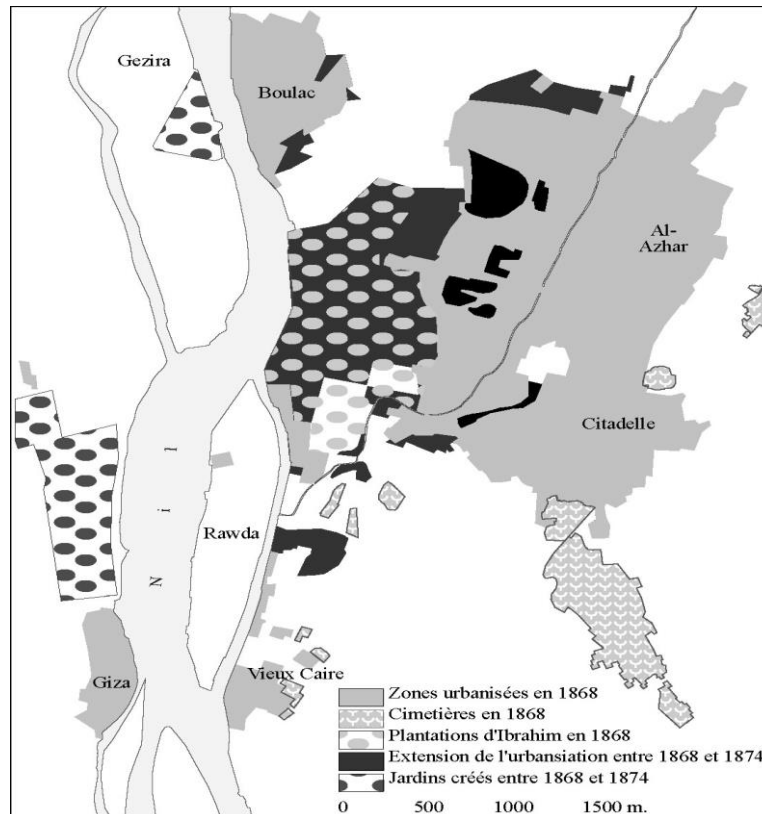 Gezira
Boulac
Al-
Azhar
Citadelle
Nil
Rawda
Giza
Vieux Caire
Zones urbanisées en 1868
Cimetières en 1868
Plantations d'Ibrahim en 1868
Extension de l'urbansiation entre 1868 et 1874
Jardins créés entre 1868 et 1874
0 500 1000 1500 m.